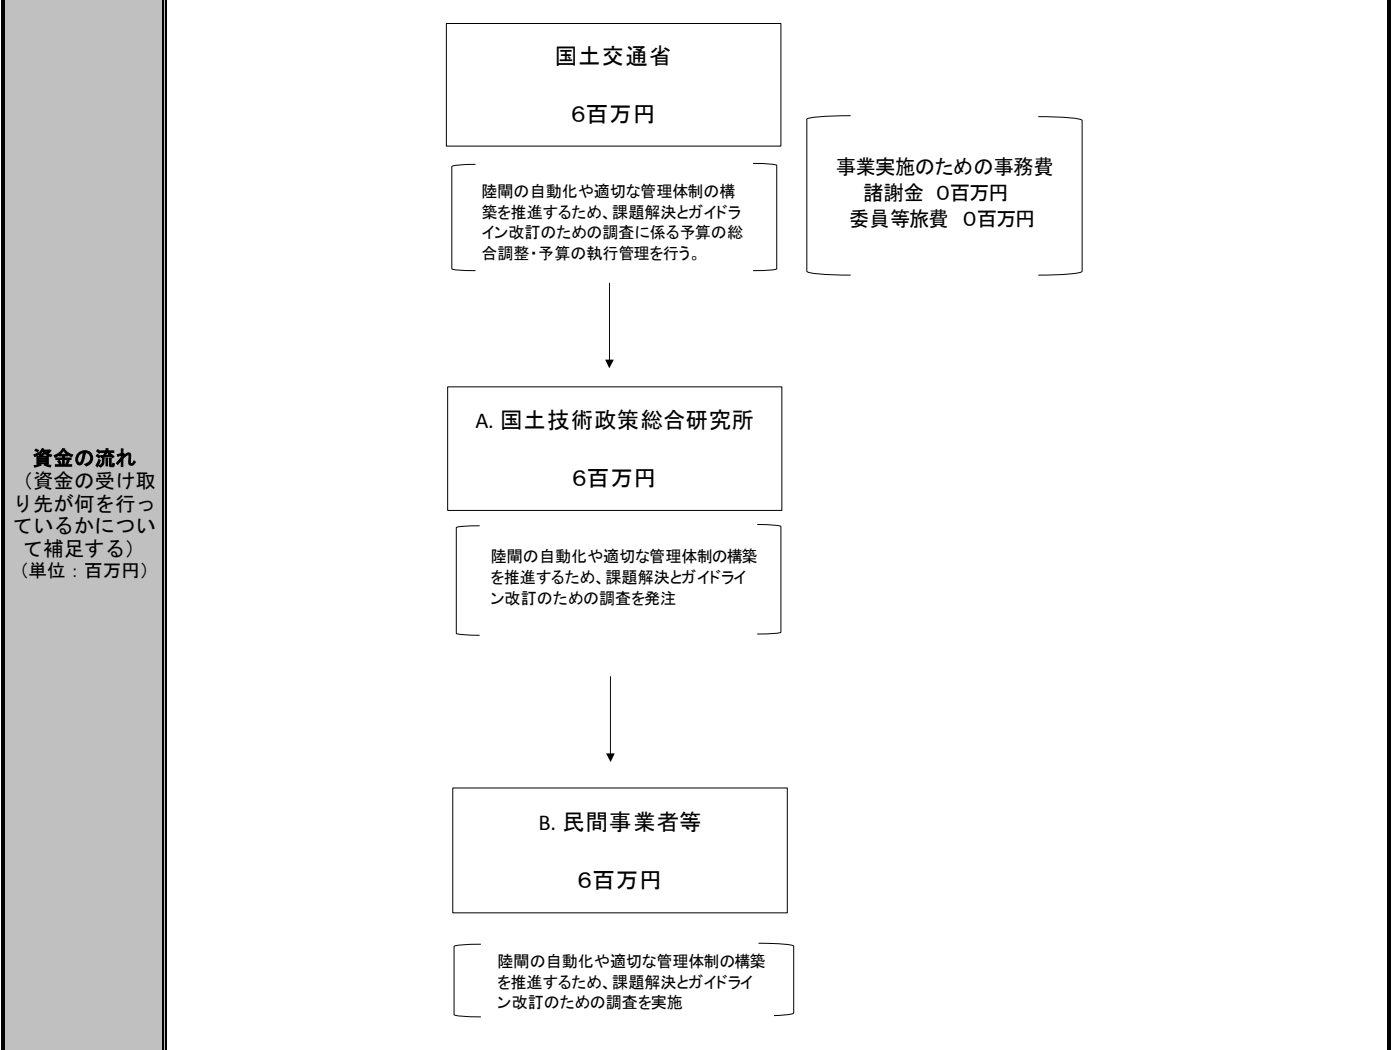 資金の流れ
（資金の受け取
り先が何を行っ
ているかについ
て補足する）
（単位：百万円）
国土交通省
6百万円
陸閘の自動化や適切な管理体制の構
築を推進するため、課題解決とガイドラ
イン改訂のための調査に係る予算の総
合調整・予算の執行管理を行う。
事業実施のための事務費
諸謝金　0百万円
委員等旅費　0百万円
A. 国土技術政策総合研究所
6百万円
陸閘の自動化や適切な管理体制の構築
を推進するため、課題解決とガイドライ
ン改訂のための調査を発注
B. 民間事業者等
6百万円
陸閘の自動化や適切な管理体制の構築
を推進するため、課題解決とガイドライ
ン改訂のための調査を実施